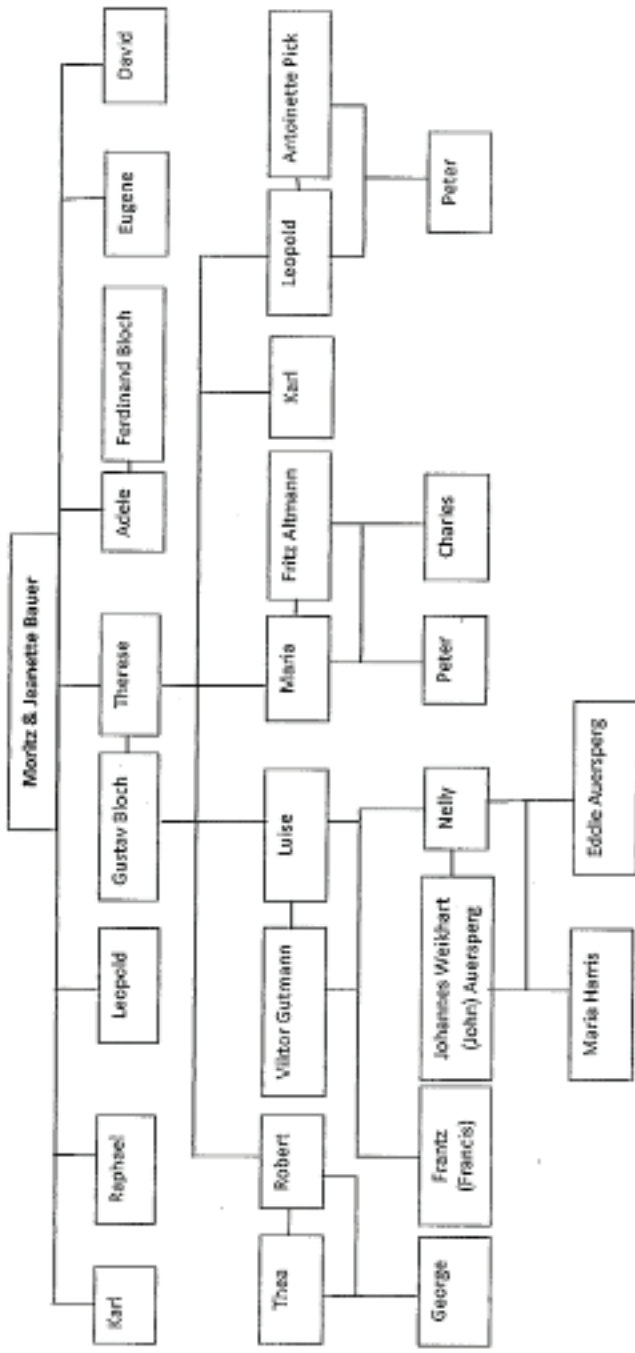 Moritz & Jeanette Bauer
Karl
Raphael
Leopold
Gustav Bloch
Therese
Adele
Ferdinand Bloch
Eugene
David
Thea
Robert
Viktor Gutmann
Luise
Maria
Fritz Altmann
Karl
Leopold
Antoinette Pick
George
Frantz
(Francis)
Johannes Weikhart
(John) Auersperg
Nelly
Peter
Charles
Peter
Maria Harris
Eddie Auersperg